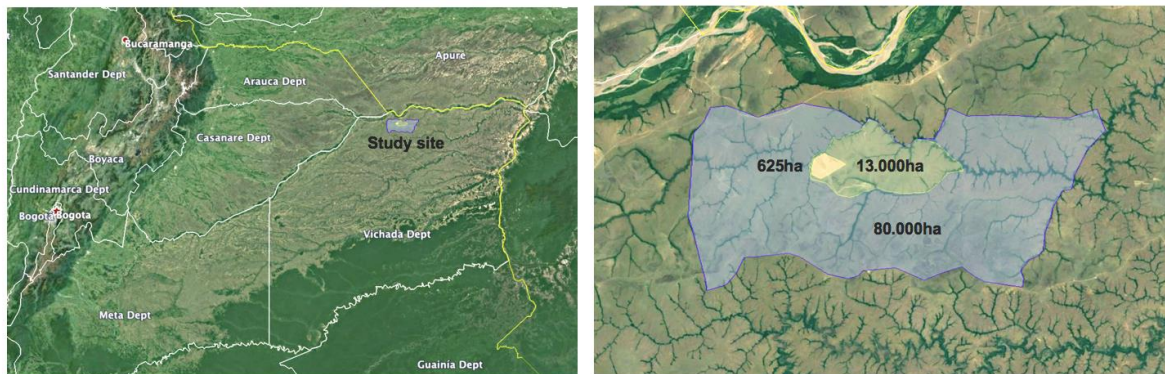 Bucaramanga
Santander Dept
Arauca Dept
Apure
Casanare Dept
Study site
Boyaca
Cundinamarca Dept
Bogota Bogota
Vichada Dept
Meta Dept
Guainia Dept
625ha
13.000ha
80.000ha